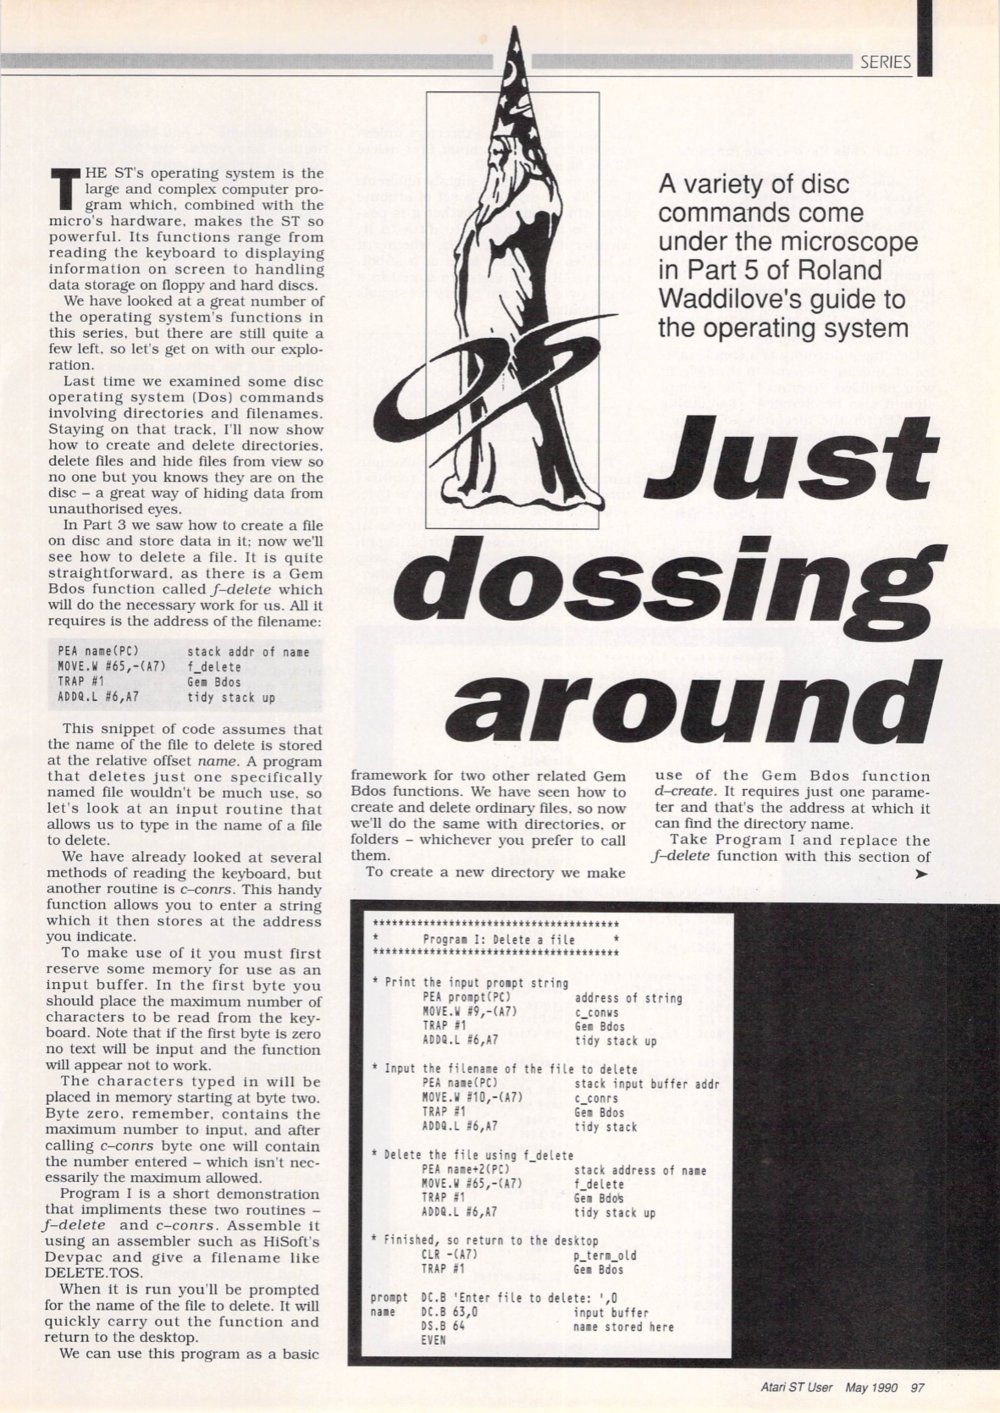 SERIES
THE ST's operating system is the
large and complex computer pro-
gram which, combined with the
micro's hardware, makes the ST so
powerful. Its functions range from
reading the keyboard to displaying
information on screen to handling
data storage on floppy and hard discs.
We have looked at a great number of
the operating system's functions in
this series, but there are still quite a
few left, so let's get on with our explo-
ration.
Last time we examined some disc
operating system (Dos) commands
involving directories and filenames.
Staying on that track, I'll now show
how to create and delete directories,
delete files and hide files from view so
no one but you knows they are on the
disc – a great way of hiding data from
unauthorised eyes.
In Part 3 we saw how to create a file
on disc and store data in it; now we'll
see how to delete a file. It is quite
straightforward, as there is a Gem
Bdos function called f–delete which
will do the necessary work for us. All it
requires is the address of the filename:
PEA name(PC) stack addr of name
MOVE.W #65,-(A7) f_delete
TRAP #1 Gem Bdos
ADDQ.L #6,A7 tidy stack up
This snippet of code assumes that
the name of the file to delete is stored
at the relative offset name. A program
that deletes just one specifically
named file wouldn't be much use, so
let's look at an input routine that
allows us to type in the name of a file
to delete.
We have already looked at several
methods of reading the keyboard, but
another routine is c–conrs. This handy
function allows you to enter a string
which it then stores at the address
you indicate.
To make use of it you must first
reserve some memory for use as an
input buffer. In the first byte you
should place the maximum number of
characters to be read from the key-
board. Note that if the first byte is zero
no text will be input and the function
will appear not to work.
The characters typed in will be
placed in memory starting at byte two.
Byte zero, remember, contains the
maximum number to input, and after
calling c–conrs byte one will contain
the number entered – which isn't nec-
essarily the maximum allowed.
Program I is a short demonstration
that impliments these two routines –
f–delete and c–conrs. Assemble it
using an assembler such as HiSoft's
Devpac and give a filename like
DELETE.TOS.
When it is run you'll be prompted
for the name of the file to delete. It will
quickly carry out the function and
return to the desktop.
We can use this program as a basic
OS
A variety of disc
commands come
under the microscope
in Part 5 of Roland
Waddilove's guide to
the operating system
Just
dossing
around
framework for two other related Gem
Bdos functions. We have seen how to
create and delete ordinary files, so now
we'll do the same with directories, or
folders – whichever you prefer to call
them.
To create a new directory we make
use of the Gem Bdos function
d–create. It requires just one parame-
ter and that's the address at which it
can find the directory name.
Take Program I and replace the
f–delete function with this section of
➤
***************************************
* Program I: Delete a file *
***************************************
* Print the input prompt string
PEA prompt(PC) address of string
MOVE.W #9,-(A7) c_conws
TRAP #1 Gem Bdos
ADDQ.L #6,A7 tidy stack up
* Input the filename of the file to delete
PEA name(PC) stack input buffer addr
MOVE.W #10,-(A7) c_conrs
TRAP #1 Gem Bdos
ADDQ.L #6,A7 tidy stack
* Delete the file using f_delete
PEA name+2(PC) stack address of name
MOVE.W #65,-(A7) f_delete
TRAP #1 Gem Bdos
ADDQ.L #6,A7 tidy stack up
* Finished, so return to the desktop
CLR -(A7) p_term_old
TRAP #1 Gem Bdos
prompt DC.B 'Enter file to delete: ',0
name DC.B 63,0 input buffer
DS.B 64 name stored here
EVEN
Atari ST User May 1990 97